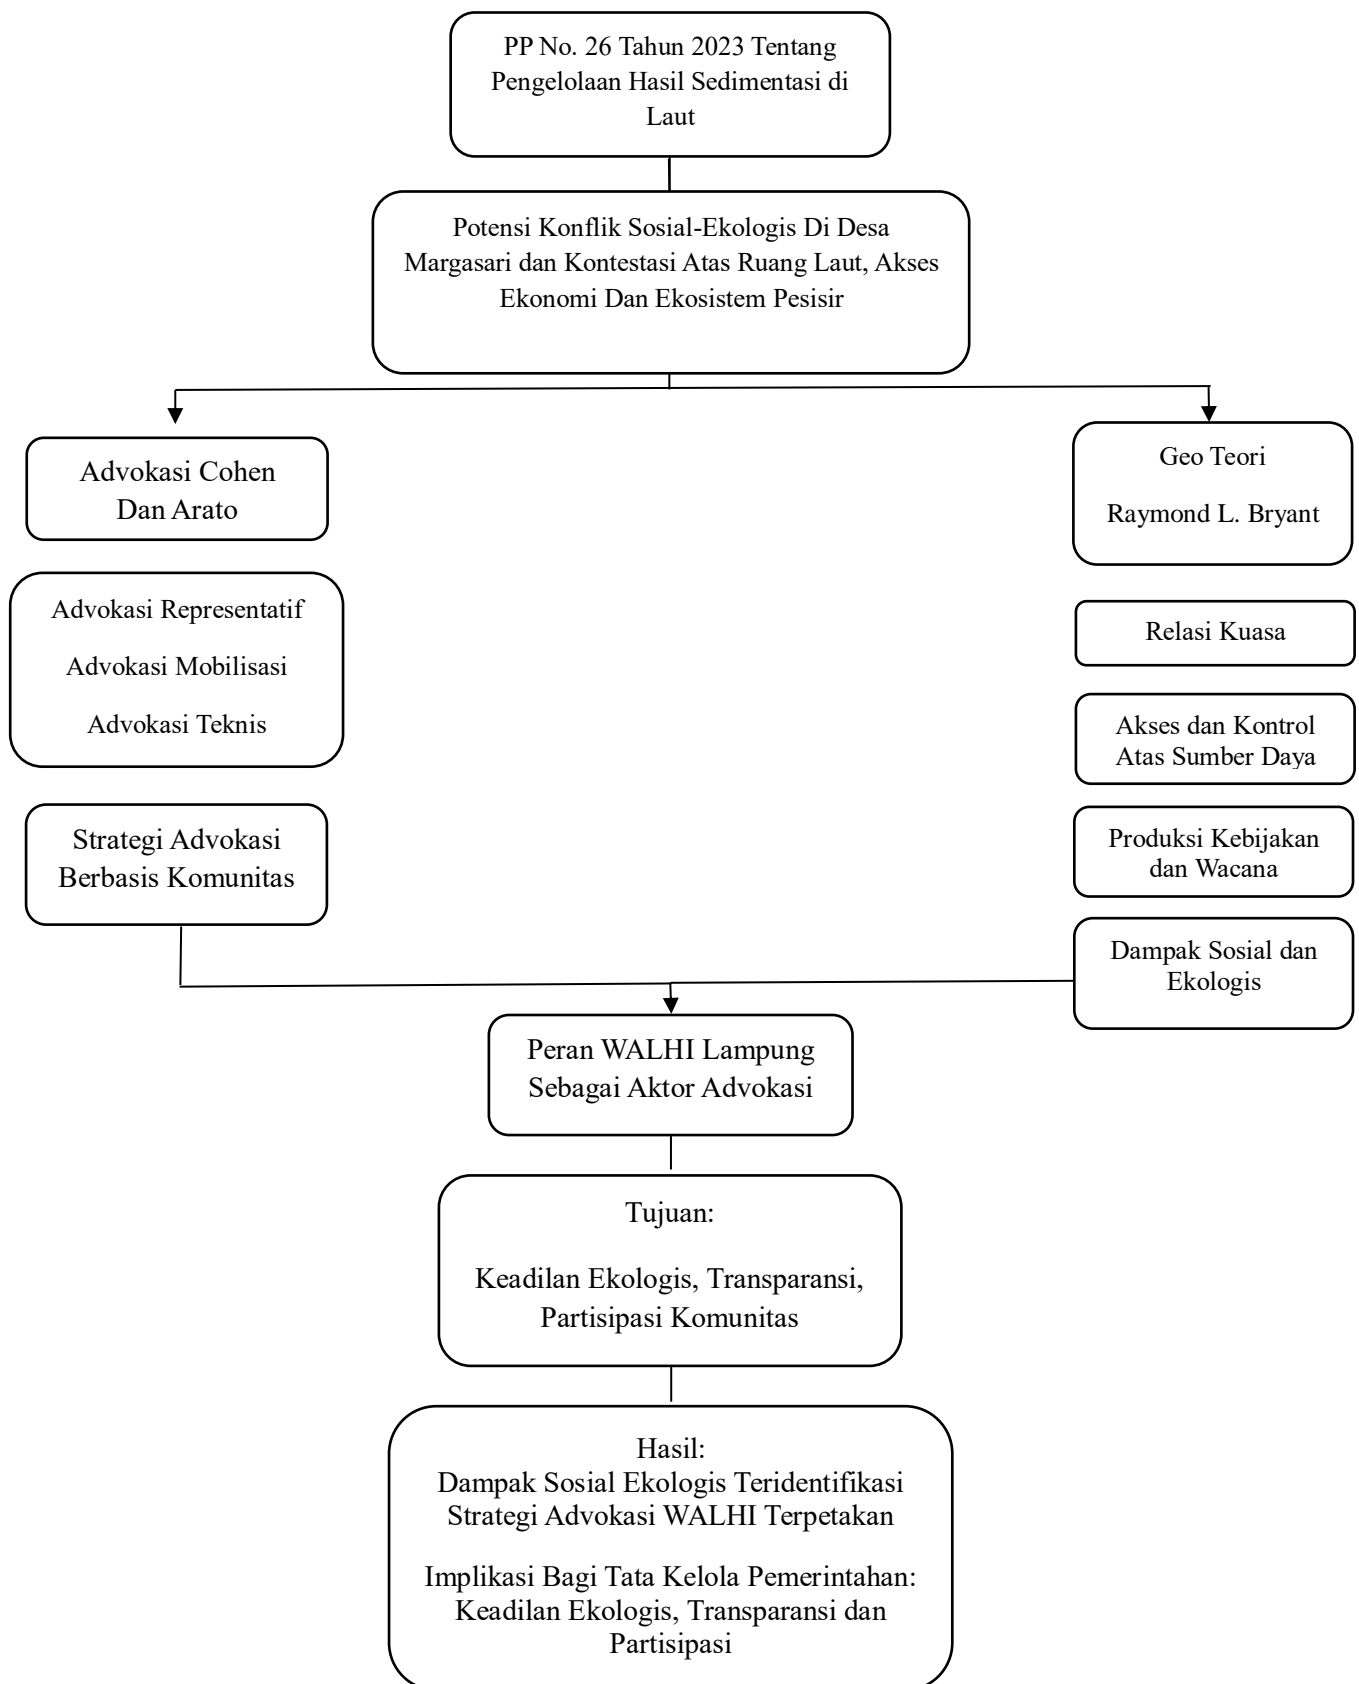 PP No. 26 Tahun 2023 Tentang
Pengelolaan Hasil Sedimentasi di
Laut
Potensi Konflik Sosial-Ekologis Di Desa
Margasari dan Kontestasi Atas Ruang Laut, Akses
Ekonomi Dan Ekosistem Pesisir
Advokasi Cohen
Dan Arato
Advokasi Representatif
Advokasi Mobilisasi
Advokasi Teknis
Strategi Advokasi
Berbasis Komunitas
Geo Teori
Raymond L. Bryant
Relasi Kuasa
Akses dan Kontrol
Atas Sumber Daya
Produksi Kebijakan
dan Wacana
Dampak Sosial dan
Ekologis
Peran WALHI Lampung
Sebagai Aktor Advokasi
Tujuan:
Keadilan Ekologis, Transparansi,
Partisipasi Komunitas
Hasil:
Dampak Sosial Ekologis Teridentifikasi
Strategi Advokasi WALHI Terpetakan
Implikasi Bagi Tata Kelola Pemerintahan:
Keadilan Ekologis, Transparansi dan
Partisipasi